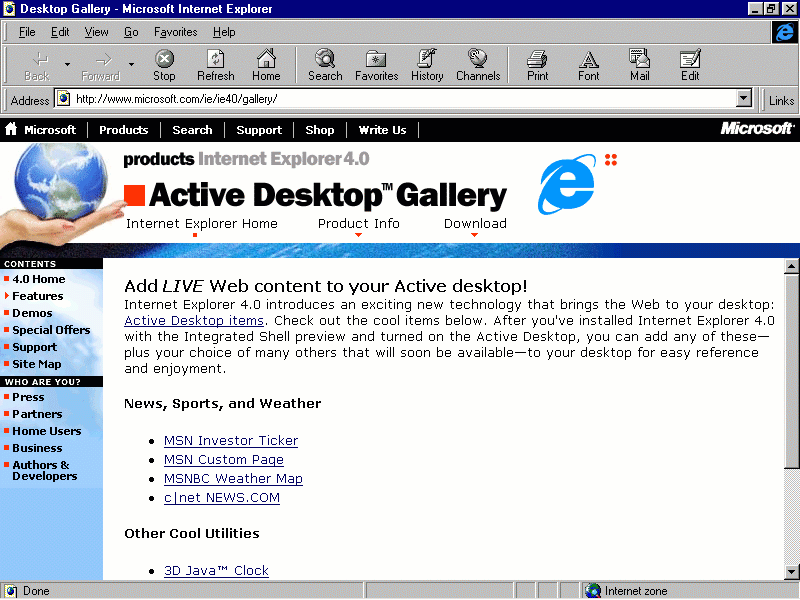 Desktop Gallery - Microsoft Internet Explorer
File Edit View Go Favorites Help
Back Forward Stop Refresh Home Search Favorites History Channels Print Font Mail Edit
Address http://www.microsoft.com/ie/ie40/gallery/ Links
Microsoft Products Search Support Shop Write Us Microsoft
products Internet Explorer 4.0
Active Desktop™ Gallery
Internet Explorer Home Product Info Download
CONTENTS
4.0 Home
Features
Demos
Special Offers
Support
Site Map
WHO ARE YOU?
Press
Partners
Home Users
Business
Authors &
Developers
Add LIVE Web content to your Active desktop!
Internet Explorer 4.0 introduces an exciting new technology that brings the Web to your desktop:
Active Desktop items. Check out the cool items below. After you've installed Internet Explorer 4.0
with the Integrated Shell preview and turned on the Active Desktop, you can add any of these—
plus your choice of many others that will soon be available—to your desktop for easy reference
and enjoyment.
News, Sports, and Weather
MSN Investor Ticker
MSN Custom Page
MSNBC Weather Map
c|net NEWS.COM
Other Cool Utilities
3D Java™ Clock
Done Internet zone